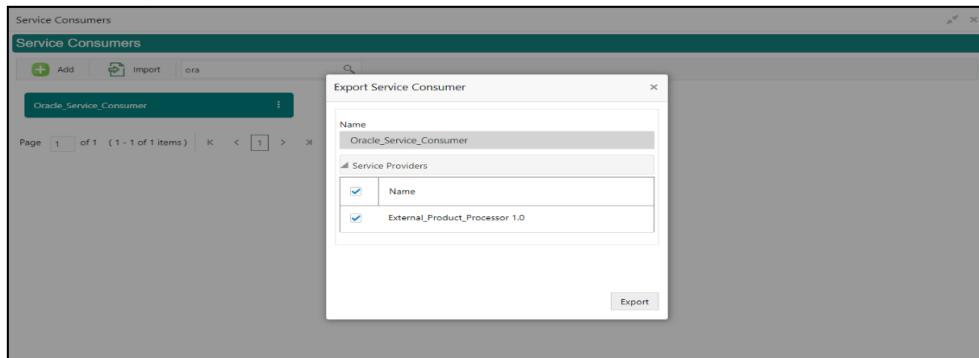 Service Consumers
Service Consumers
Add Import ora
Oracle_Service_Consumer
Page 1 of 1 (1 - 1 of 1 items) 1
Export Service Consumer
Name
Oracle_Service_Consumer
Service Providers
Name
External_Product_Processor 1.0
Export